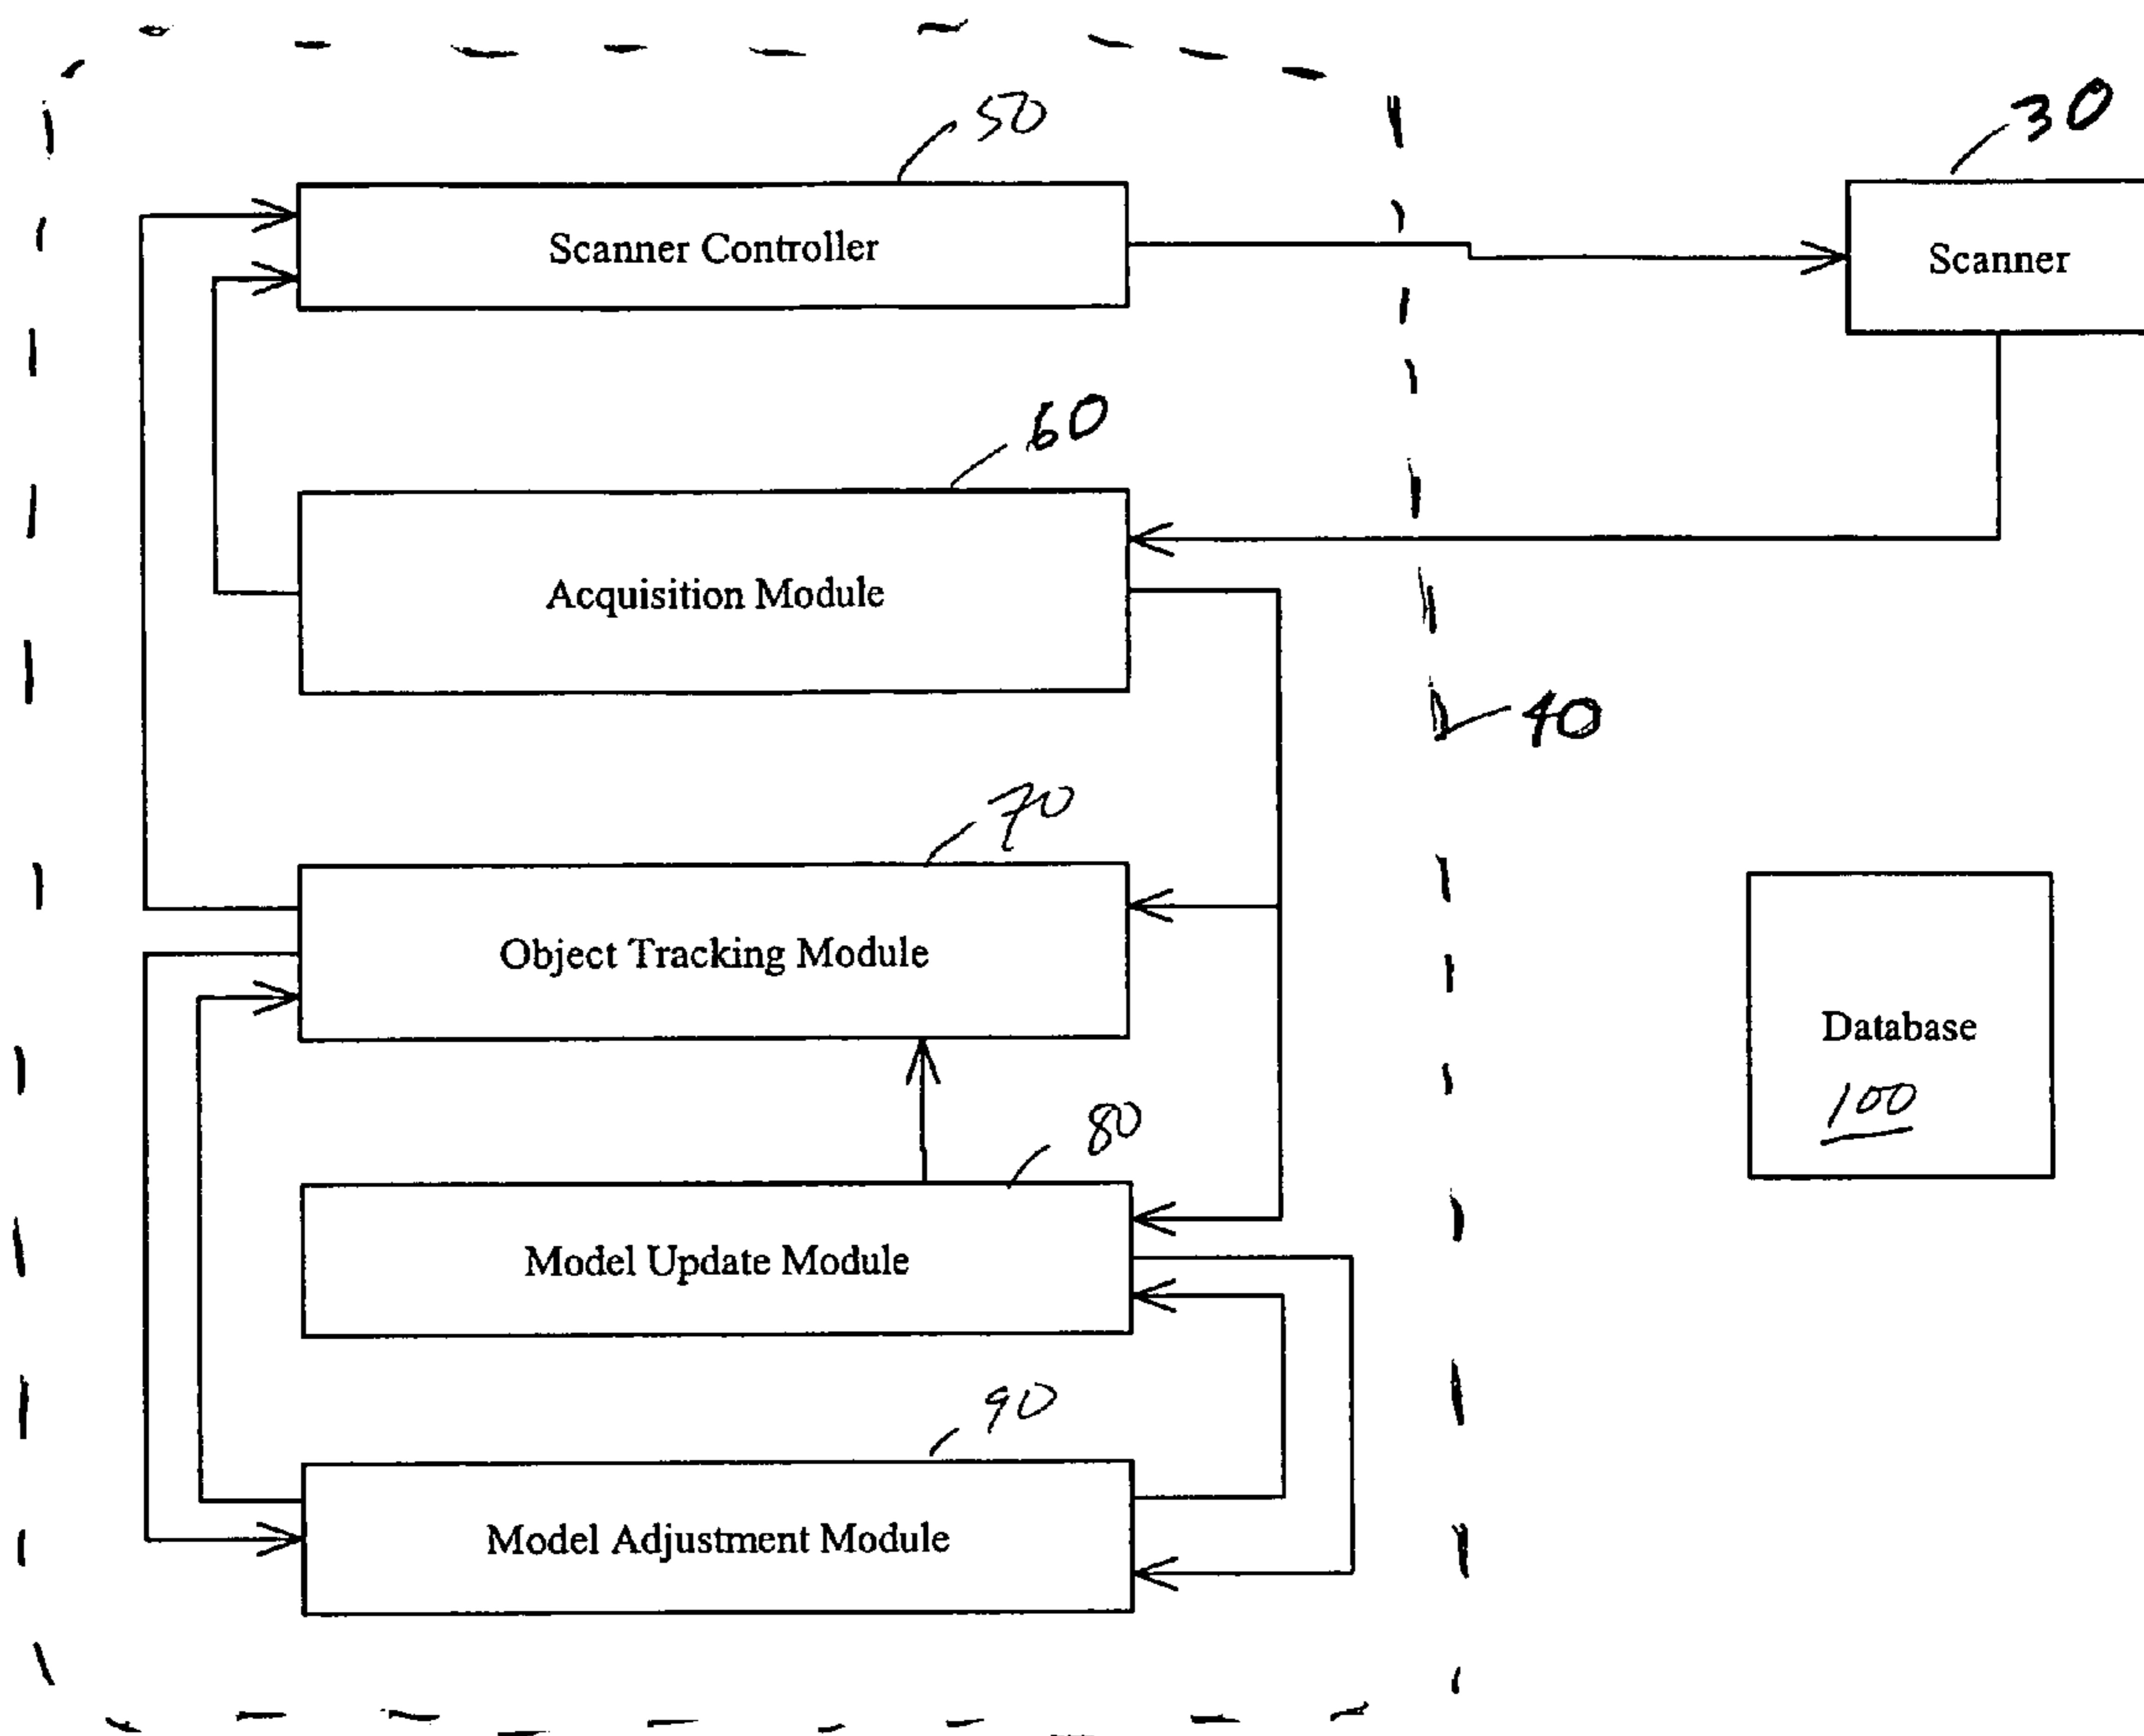 50
30
Scanner Controller
Scanner
60
Acquisition Module
40
70
Object Tracking Module
Database
100
80
Model Update Module
90
Model Adjustment Module